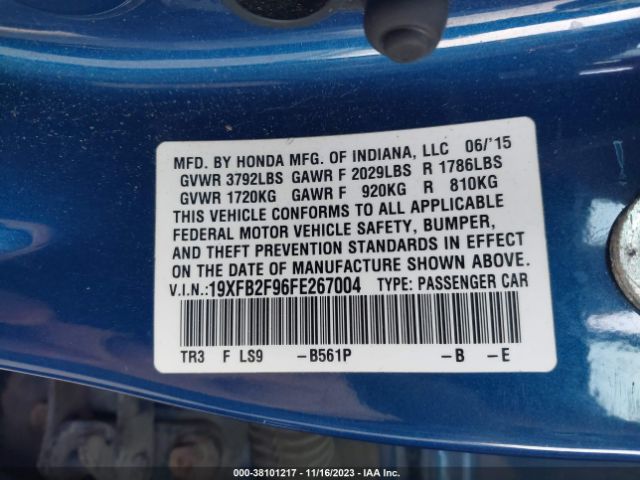 MFD. BY HONDA MFG. OF INDIANA, LLC 06/'15
GVWR 3792LBS GAWR F 2029LBS R 1786LBS
GVWR 1720KG GAWR F 920KG R 810KG
THIS VEHICLE CONFORMS TO ALL APPLICABLE
FEDERAL MOTOR VEHICLE SAFETY, BUMPER,
AND THEFT PREVENTION STANDARDS IN EFFECT
ON THE DATE OF MANUFACTURE SHOWN ABOVE.
V.I.N.:19XFB2F96FE267004 TYPE: PASSENGER CAR
TR3 F LS9 -B561P -B -E
000-38101217 - 11/16/2023 - IAA Inc.